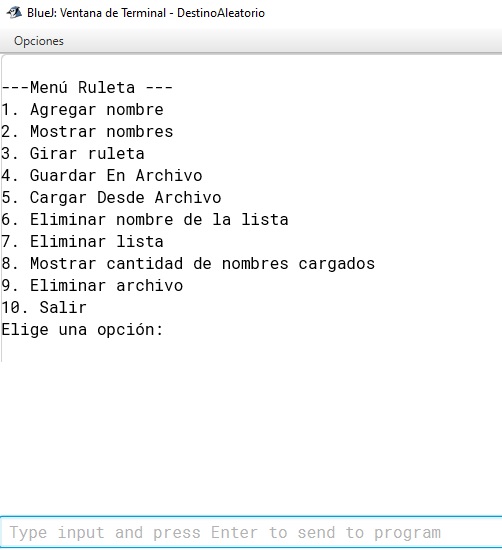 BlueJ: Ventana de Terminal - DestinoAleatorio
Opciones
---Menú Ruleta ---
1. Agregar nombre
2. Mostrar nombres
3. Girar ruleta
4. Guardar En Archivo
5. Cargar Desde Archivo
6. Eliminar nombre de la lista
7. Eliminar lista
8. Mostrar cantidad de nombres cargados
9. Eliminar archivo
10. Salir
Elige una opción:
Type input and press Enter to send to program